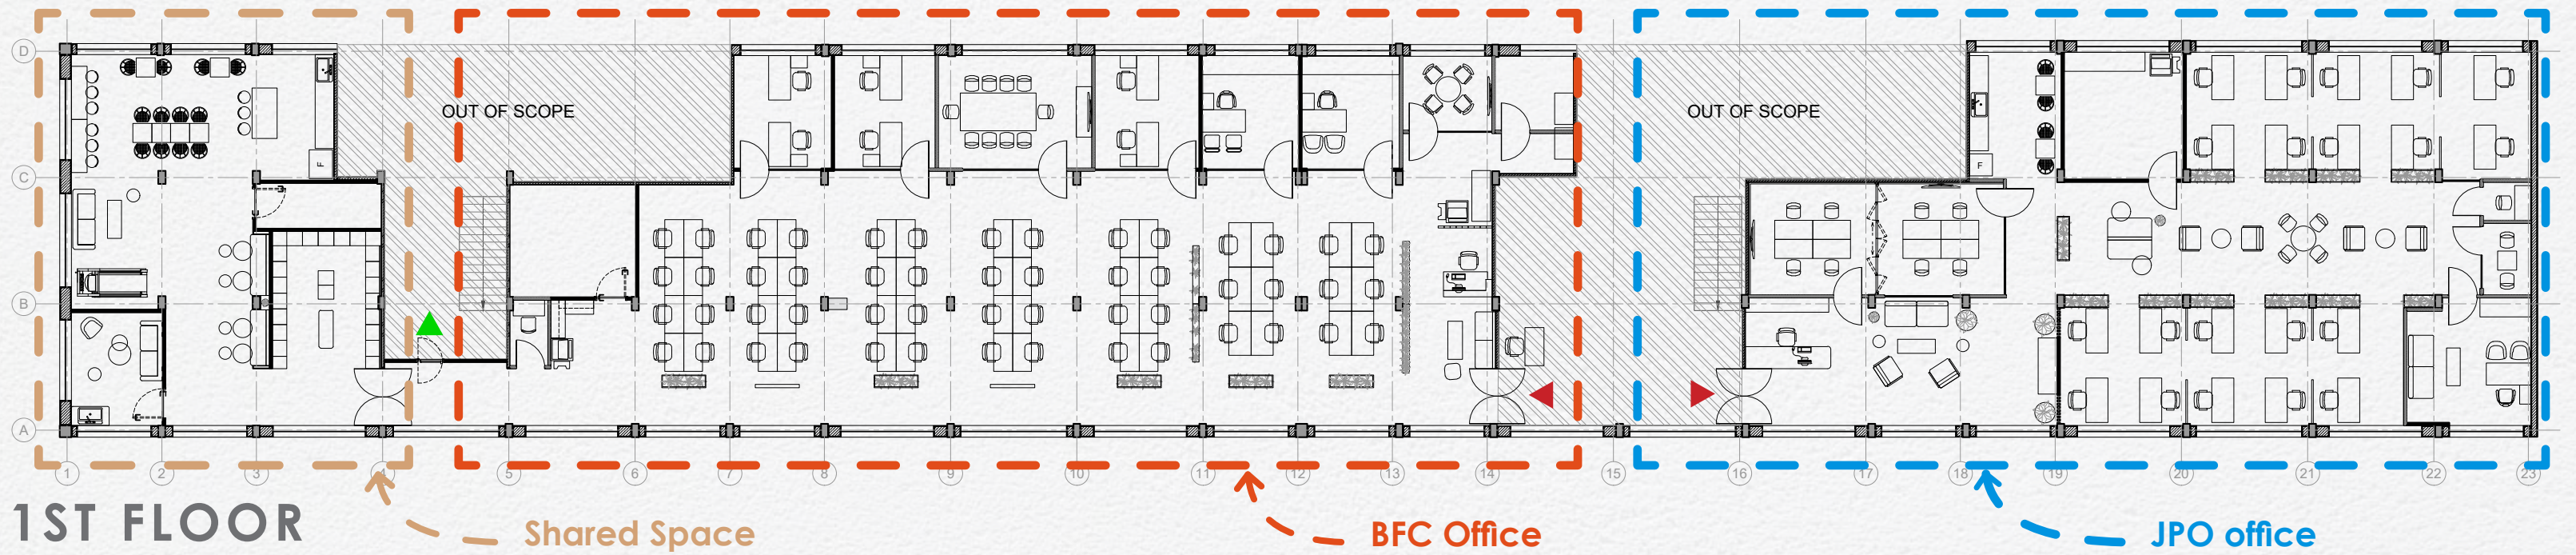 D
OUT OF SCOPE
OUT OF SCOPE
F
F
C
B
A
1 2 3 4 5 6 7 8 9 10 11 12 13 14 15 16 17 18 19 20 21 22 23
1ST FLOOR
Shared Space
BFC Office
JPO office